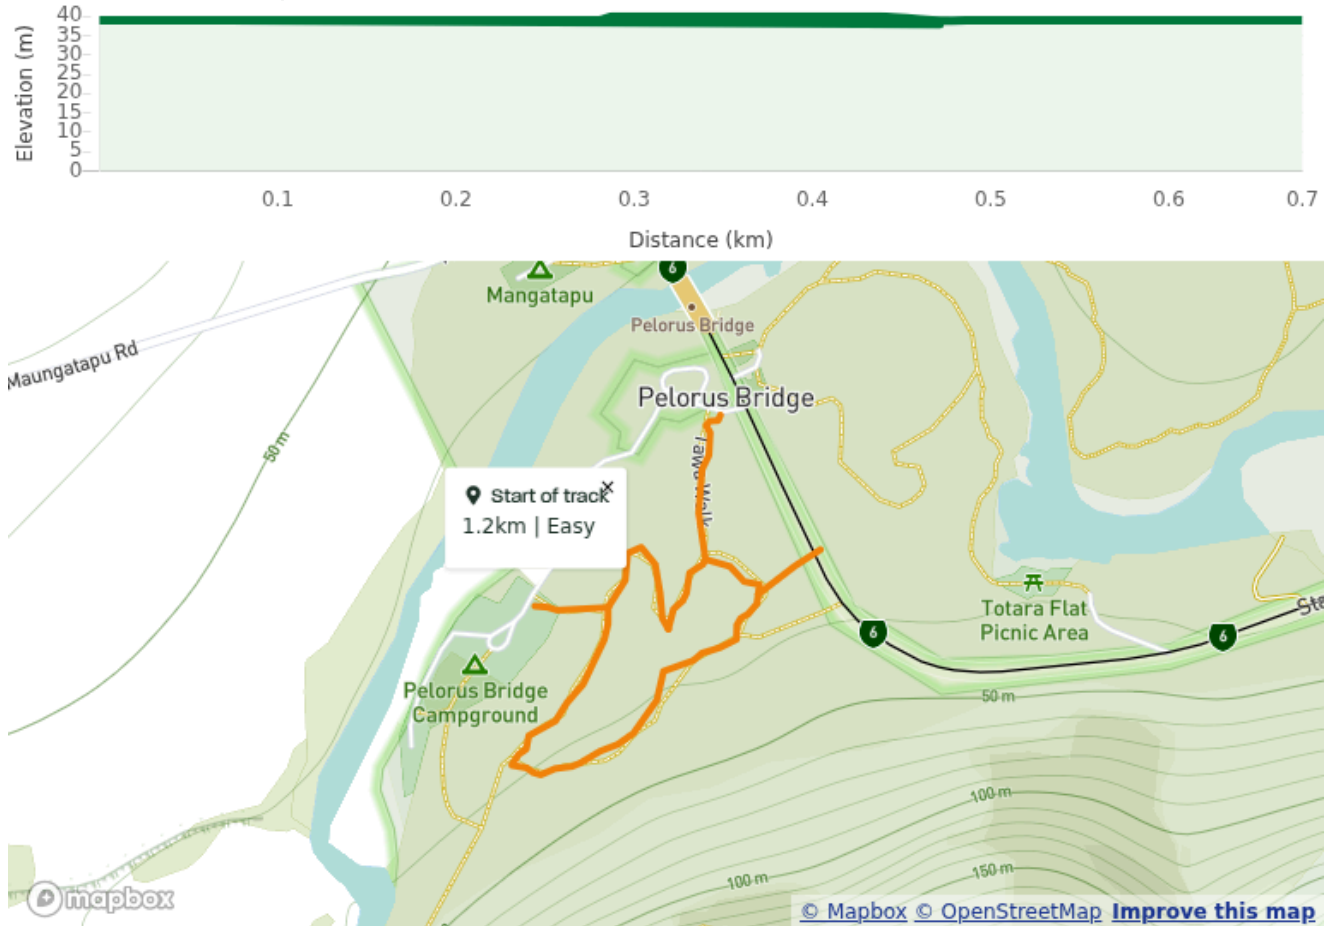 40
35
30
25
20
15
10
5
0
Elevation (m)
0.1 0.2 0.3 0.4 0.5 0.6 0.7
Distance (km)
6
Mangatapu
Pelorus Bridge
Maungatapu Rd
Pelorus Bridge
50 m
Tawa Walk
Start of track
×
1.2km | Easy
Totara Flat
Picnic Area
Sta
6
6
Pelorus Bridge
Campground
50 m
100 m
150 m
100 m
mapbox
© Mapbox © OpenStreetMap Improve this map